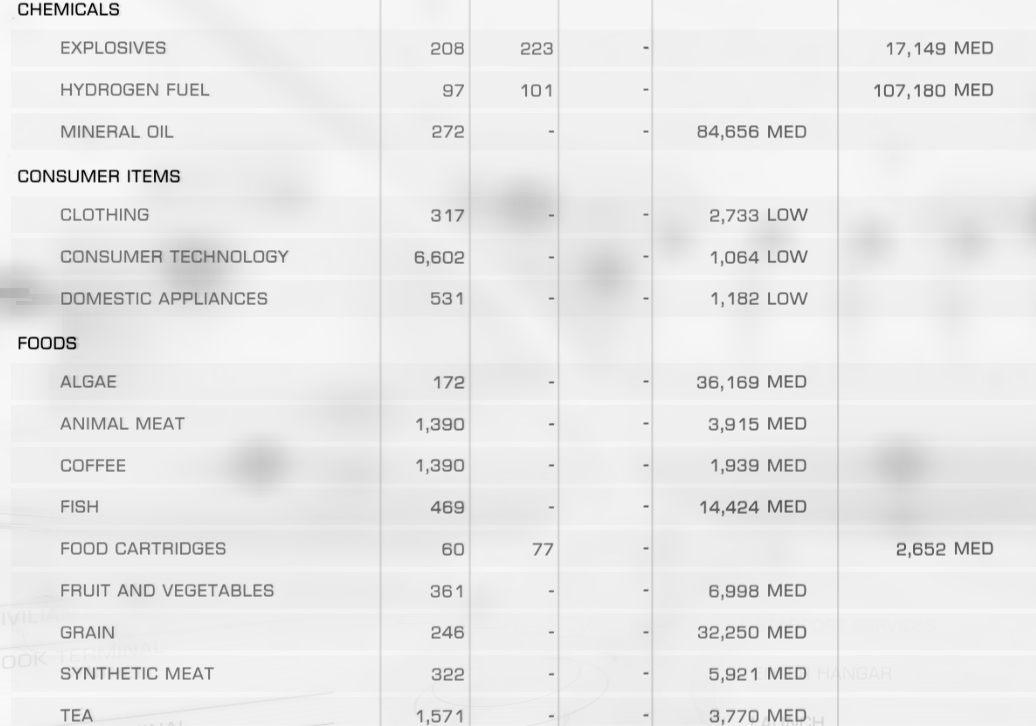 CHEMICALS
EXPLOSIVES 208 223 - 17,149 MED
HYDROGEN FUEL 97 101 - 107,180 MED
MINERAL OIL 272 - - 84,656 MED
CONSUMER ITEMS
CLOTHING 317 - - 2,733 LOW
CONSUMER TECHNOLOGY 6,602 - - 1,064 LOW
DOMESTIC APPLIANCES 531 - - 1,182 LOW
FOODS
ALGAE 172 - - 36,169 MED
ANIMAL MEAT 1,390 - - 3,915 MED
COFFEE 1,390 - - 1,939 MED
FISH 469 - - 14,424 MED
FOOD CARTRIDGES 60 77 - 2,652 MED
FRUIT AND VEGETABLES 361 - - 6,998 MED
GRAIN 246 - - 32,250 MED
OOK TERMINAL
SYNTHETIC MEAT 322 - - 5,921 MED
HANGAR
TEA 1,571 - - 3,770 MED